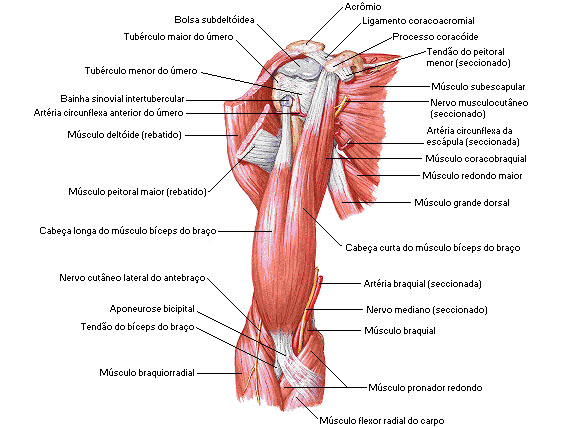 Acrômio
Bolsa subdeltóidea
Ligamento coracoacromial
Tubérculo maior do úmero
Processo coracóide
Tendão do peitoral
menor (seccionado)
Tubérculo menor do úmero
Músculo subescapular
Bainha sinovial intertubercular
Nervo musculocutâneo
(seccionado)
Artéria circunflexa anterior do úmero
Músculo deltóide (rebatido)
Artéria circunflexa da
escápula (seccionada)
Músculo coracobraquial
Músculo redondo maior
Músculo peitoral maior (rebatido)
Músculo grande dorsal
Cabeça longa do músculo bíceps do braço
Cabeça curta do músculo bíceps do braço
Nervo cutâneo lateral do antebraço
Artéria braquial (seccionada)
Aponeurose bicipital
Nervo mediano (seccionado)
Tendão do bíceps do braço
Músculo braquial
Músculo braquiorradial
Músculo pronador redondo
Músculo flexor radial do carpo